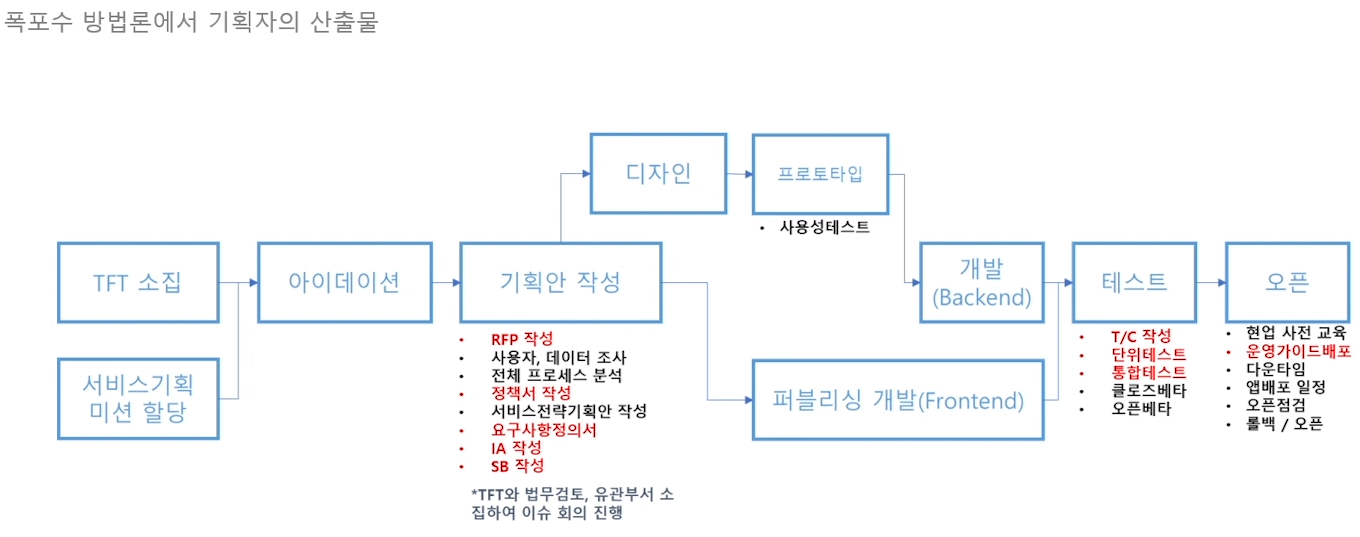 폭포수 방법론에서 기획자의 산출물
디자인
프로토타입
• 사용성테스트
TFT 소집
아이데이션
기획안 작성
개발
(Backend)
테스트
오픈
서비스기획
미션 할당
퍼블리싱 개발(Frontend)
• RFP 작성
• 사용자, 데이터 조사
• 전체 프로세스 분석
• 정책서 작성
• 서비스전략기획안 작성
• 요구사항정의서
• IA 작성
• SB 작성
*TFT와 법무검토, 유관부서 소
집하여 이슈 회의 진행
• T/C 작성
• 단위테스트
• 통합테스트
• 클로즈베타
• 오픈베타
• 현업 사전 교육
• 운영가이드배포
• 다운타임
• 앱배포 일정
• 오픈점검
• 롤백 / 오픈